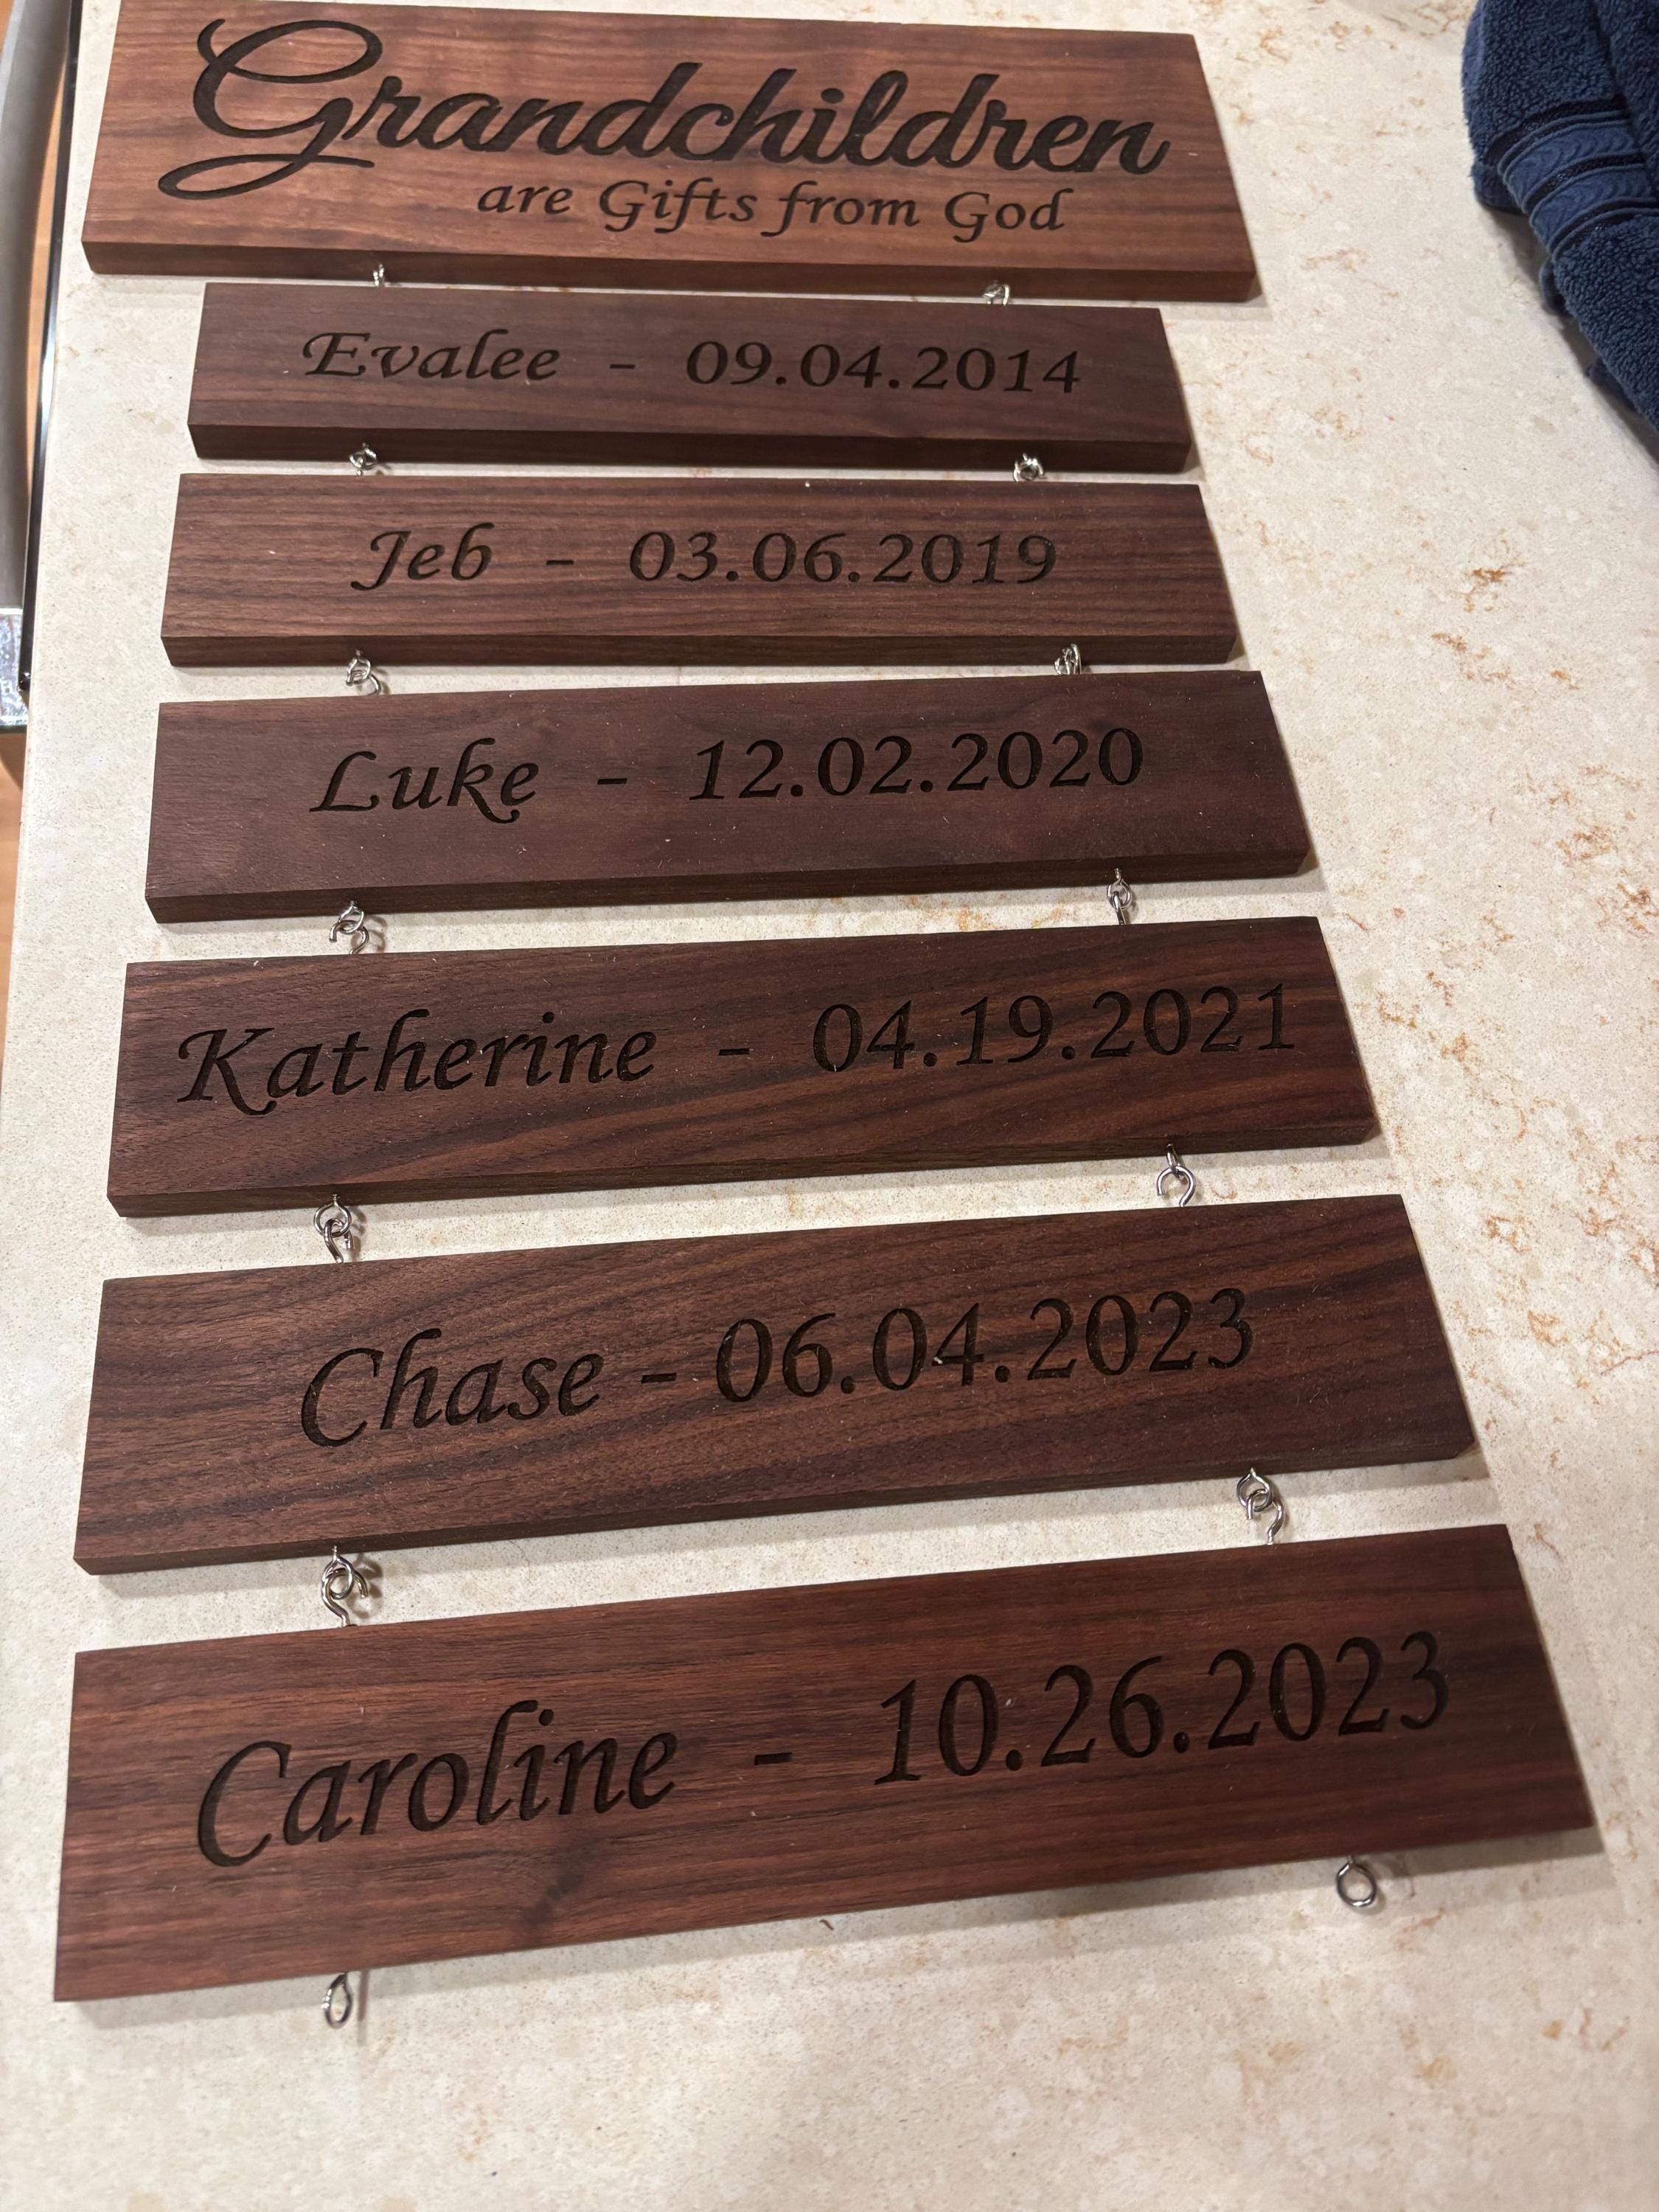 Grandchildren
are Gifts from God
Evalee - 09.04.2014
Jeb - 03.06.2019
Luke - 12.02.2020
Katherine - 04.19.2021
Chase - 06.04.2023
Caroline - 10.26.2023